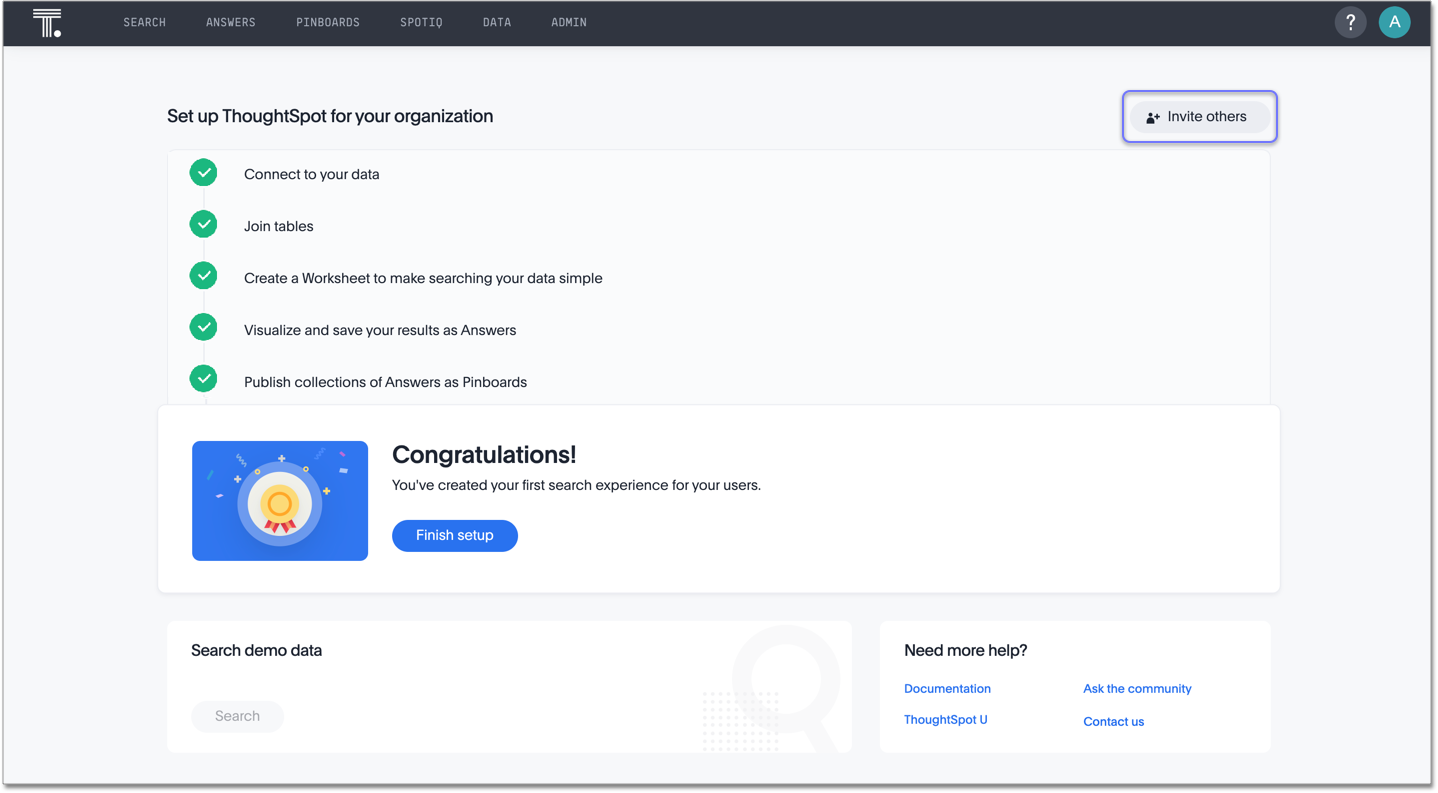 T.
SEARCH ANSWERS PINBOARDS SPOTIQ DATA ADMIN ? A
Set up ThoughtSpot for your organization
Invite others
Connect to your data
Join tables
Create a Worksheet to make searching your data simple
Visualize and save your results as Answers
Publish collections of Answers as Pinboards
Congratulations!
You've created your first search experience for your users.
Finish setup
Search demo data
Search
Need more help?
Documentation Ask the community
ThoughtSpot U Contact us